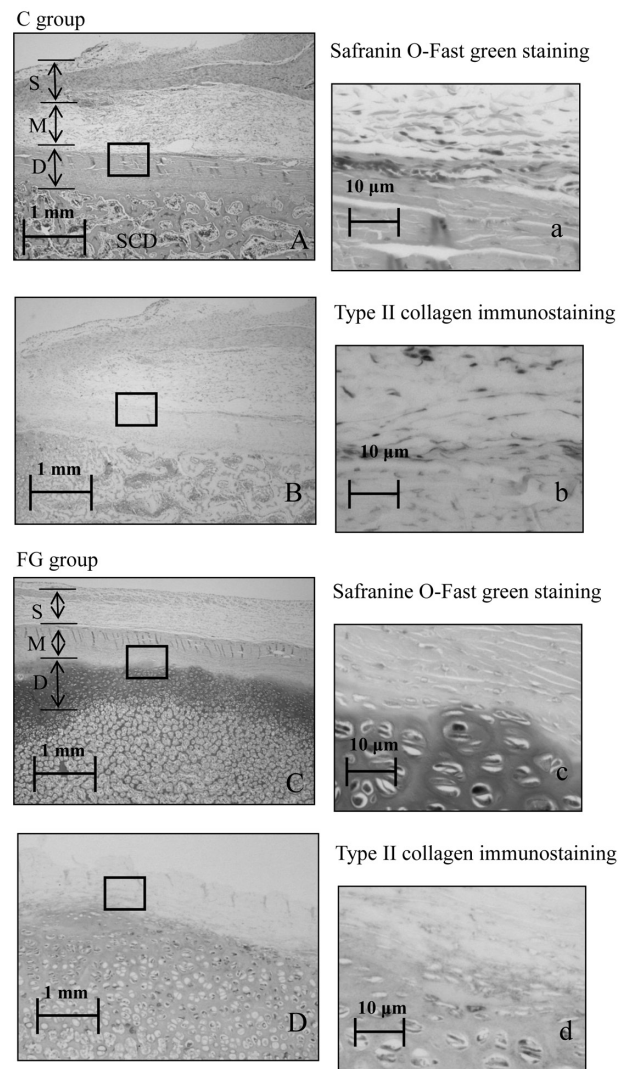 C group
Safranin O-Fast green staining
S
M
D
1 mm
SCD
A
10 µm
a
Type II collagen immunostaining
1 mm
B
10 µm
b
FG group
Safranine O-Fast green staining
S
M
D
1 mm
C
10 µm
c
Type II collagen immunostaining
1 mm
D
10 µm
d